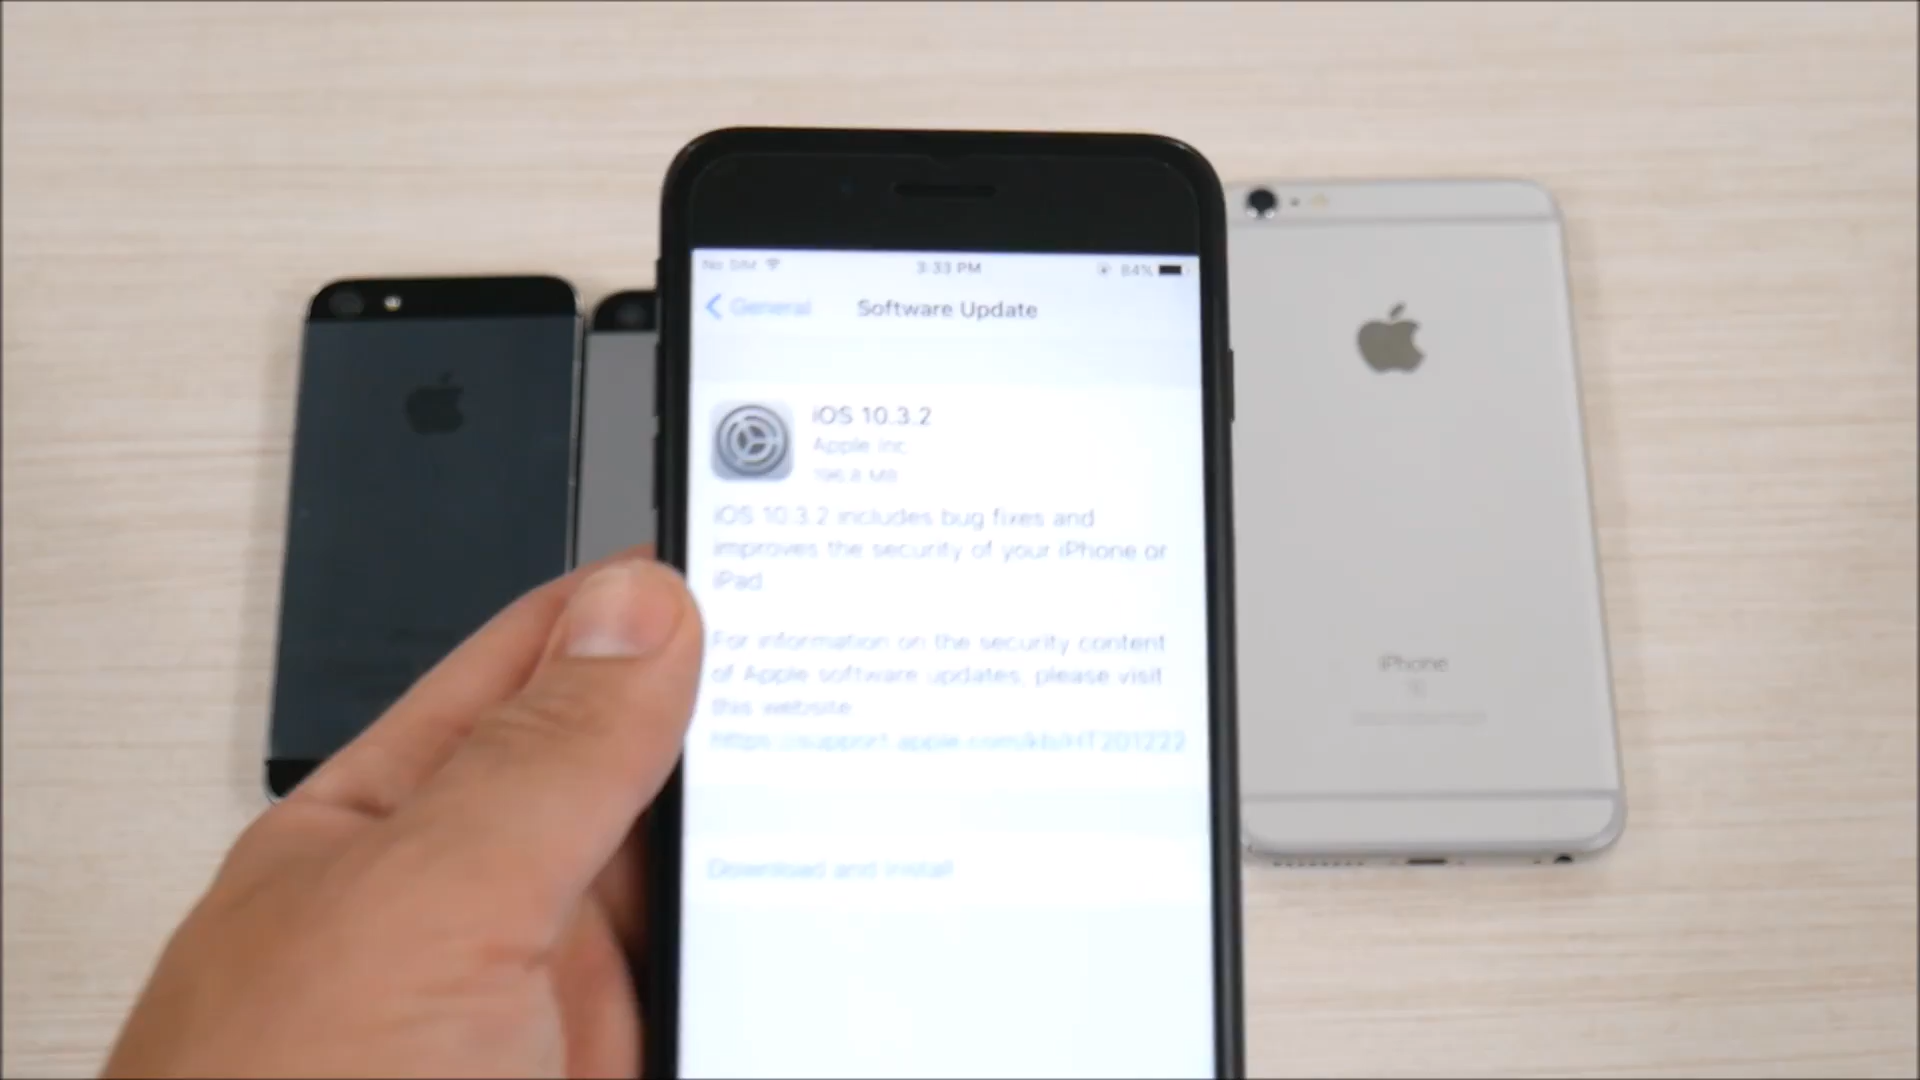 No SIM 3:33 PM 84%
General Software Update
iOS 10.3.2
Apple Inc.
iOS 10.3.2 includes bug fixes and
improves the security of your iPhone or
iPad.
For information on the security content
of Apple software updates, please visit
this website:
https://support.apple.com/kb/HT201222
Download and Install
iPhone
S